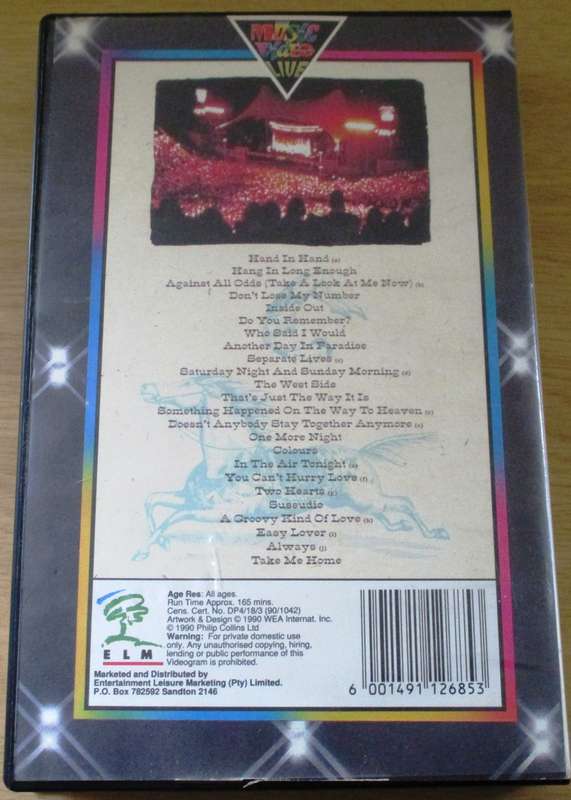 MUSIC
VIDEO
LIVE
Hand In Hand (a)
Hang In Long Enough
Against All Odds (Take A Look At Me Now) (b)
Don't Lose My Number
Inside Out
Do You Remember?
Who Said I Would
Another Day In Paradise
Separate Lives (c)
Saturday Night And Sunday Morning (d)
The West Side
That's Just The Way It Is
Something Happened On The Way To Heaven (e)
Doesn't Anybody Stay Together Anymore (e)
One More Night
Colours
In The Air Tonight (a)
You Can't Hurry Love (f)
Two Hearts (g)
Sussudio
A Groovy Kind Of Love (h)
Easy Lover (i)
Always (j)
Take Me Home
ELM
Age Res: All ages.
Run Time Approx. 165 mins.
Cens. Cert. No. DP4/18/3 (90/1042)
Artwork & Design © 1990 WEA Internat. Inc.
© 1990 Philip Collins Ltd
Warning: For private domestic use
only. Any unauthorised copying, hiring,
lending or public performance of this
Videogram is prohibited.
Marketed and Distributed by
Entertainment Leisure Marketing (Pty) Limited.
P.O. Box 782592 Sandton 2146
6 001491 126853